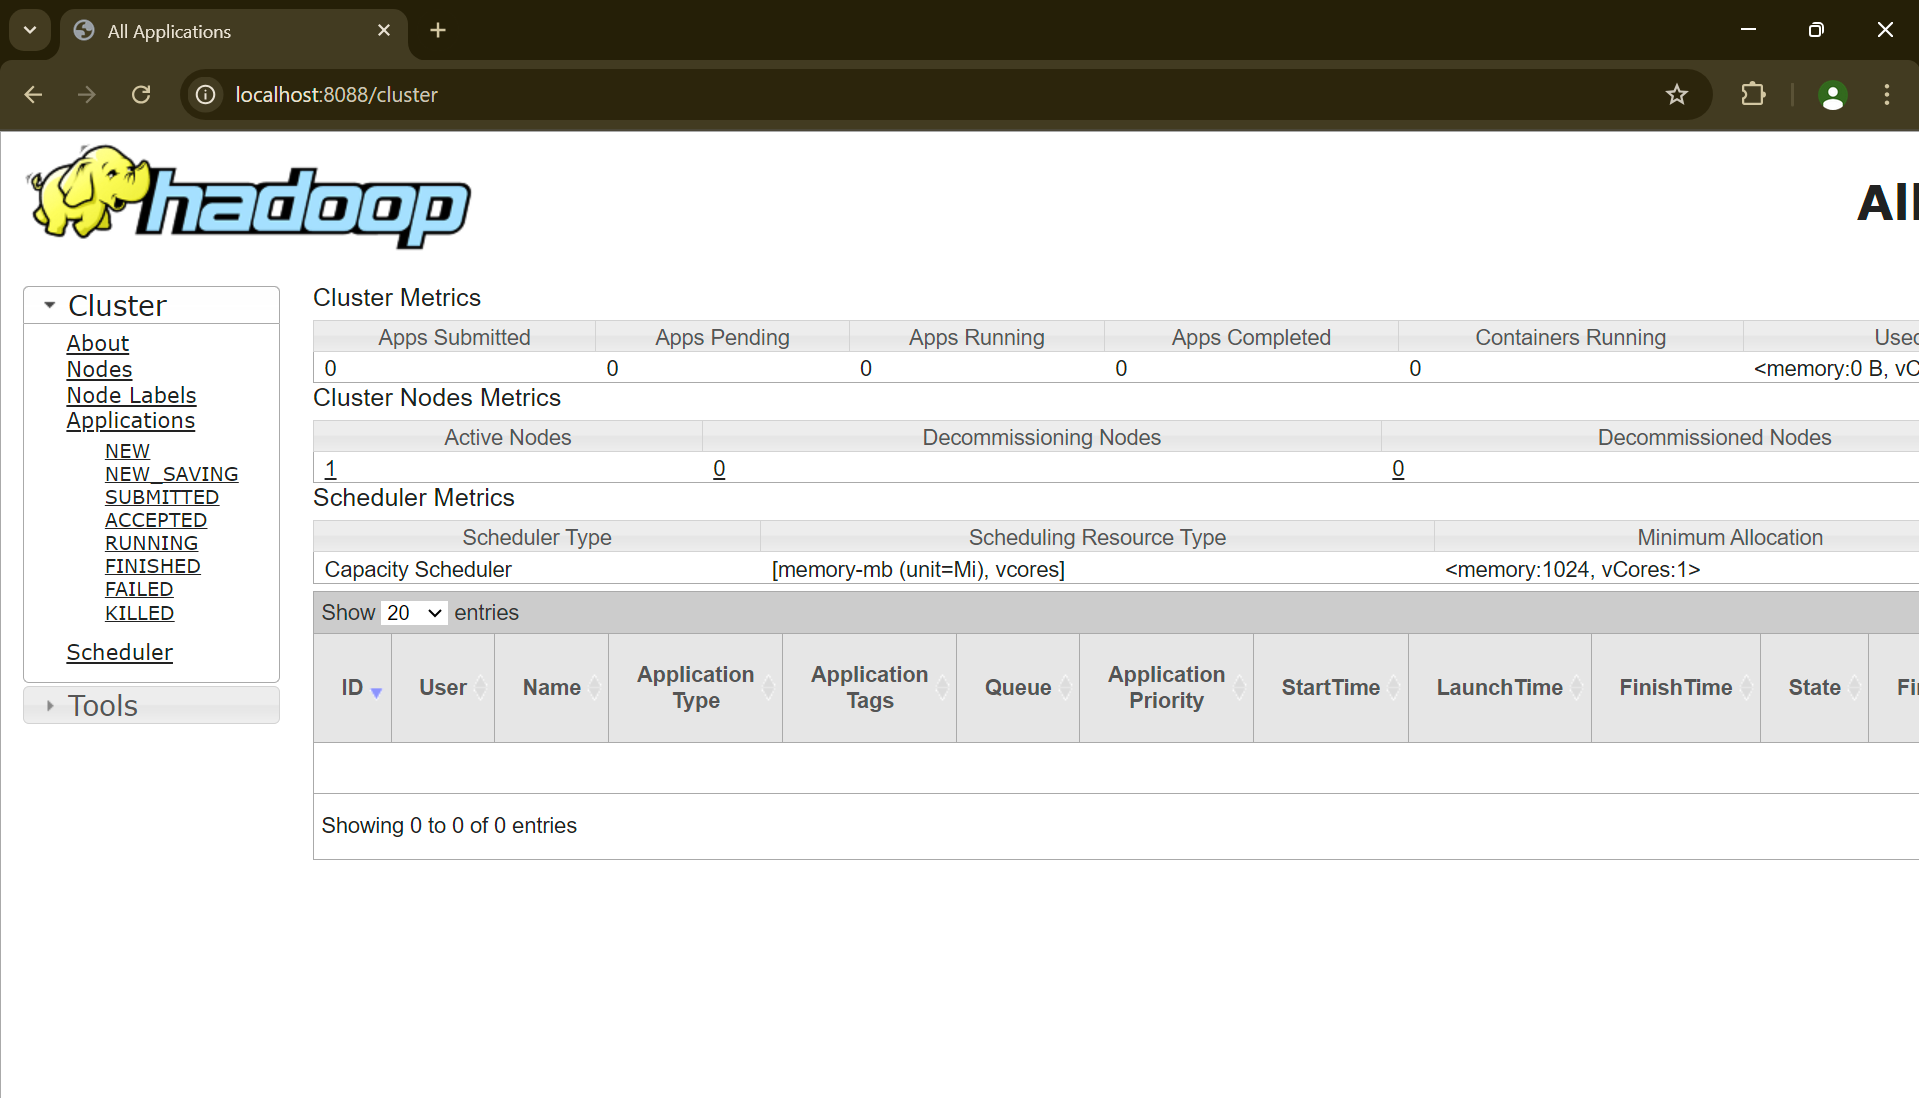 All Applications
localhost:8088/cluster
hadoop
All
Cluster
About
Nodes
Node Labels
Applications
NEW
NEW_SAVING
SUBMITTED
ACCEPTED
RUNNING
FINISHED
FAILED
KILLED
Scheduler
Tools
Cluster Metrics
Apps Submitted Apps Pending Apps Running Apps Completed Containers Running Used
0 0 0 0 0 <memory:0 B, vC
Cluster Nodes Metrics
Active Nodes Decommissioning Nodes Decommissioned Nodes
1 0 0
Scheduler Metrics
Scheduler Type Scheduling Resource Type Minimum Allocation
Capacity Scheduler [memory-mb (unit=Mi), vcores] <memory:1024, vCores:1>
Show 20 entries
ID User Name Application Type Application Tags Queue Application Priority StartTime LaunchTime FinishTime State Fi
Showing 0 to 0 of 0 entries